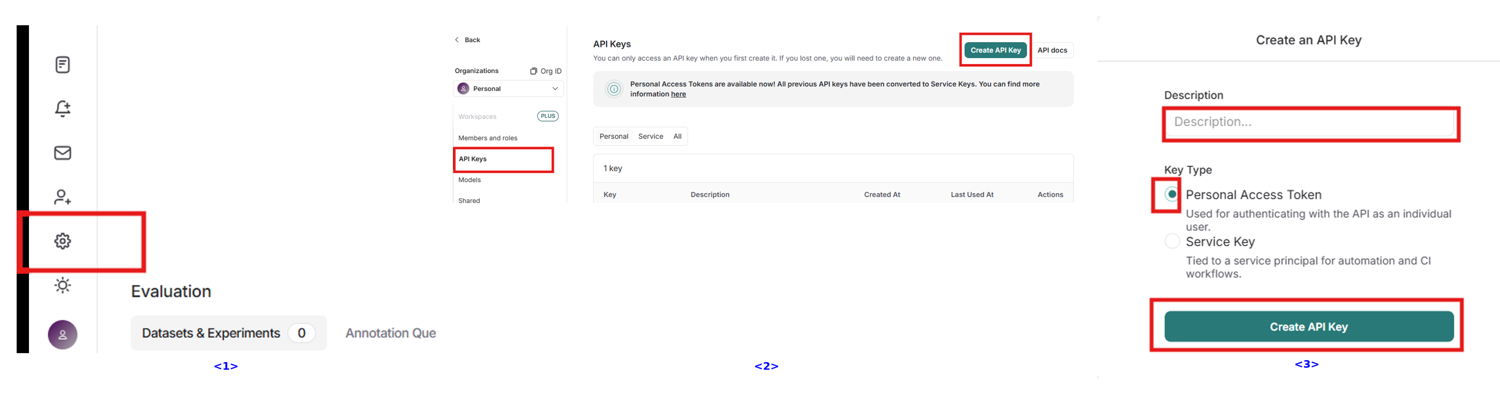 Evaluation
Datasets & Experiments 0 Annotation Que
<1>
Back
Organizations Org ID
Personal
Workspaces PLUS
Members and roles
API Keys
Models
Shared
API Keys
You can only access an API key when you first create it. If you lost one, you will need to create a new one.
Create API Key API docs
Personal Access Tokens are available now! All previous API keys have been converted to Service Keys. You can find more
information here
Personal Service All
1 key
Key Description Created At Last Used At Actions
<2>
Create an API Key
Description
Description...
Key Type
Personal Access Token
Used for authenticating with the API as an individual
user.
Service Key
Tied to a service principal for automation and CI
workflows.
Create API Key
<3>